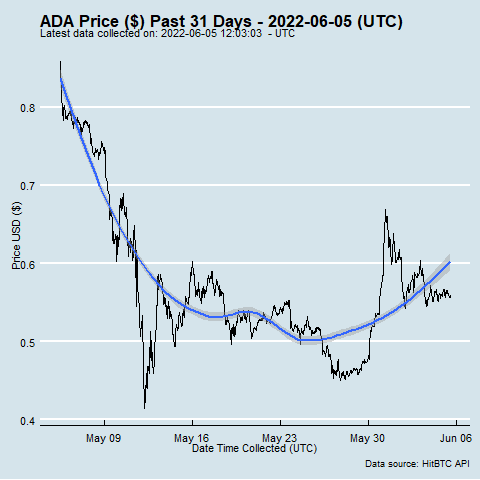 ADA Price ($) Past 31 Days - 2022-06-05 (UTC)
Latest data collected on: 2022-06-05 12:03:03 - UTC
Price USD ($)
0.8
0.7
0.6
0.5
0.4
May 09 May 16 May 23 May 30 Jun 06
Date Time Collected (UTC)
Data source: HitBTC API